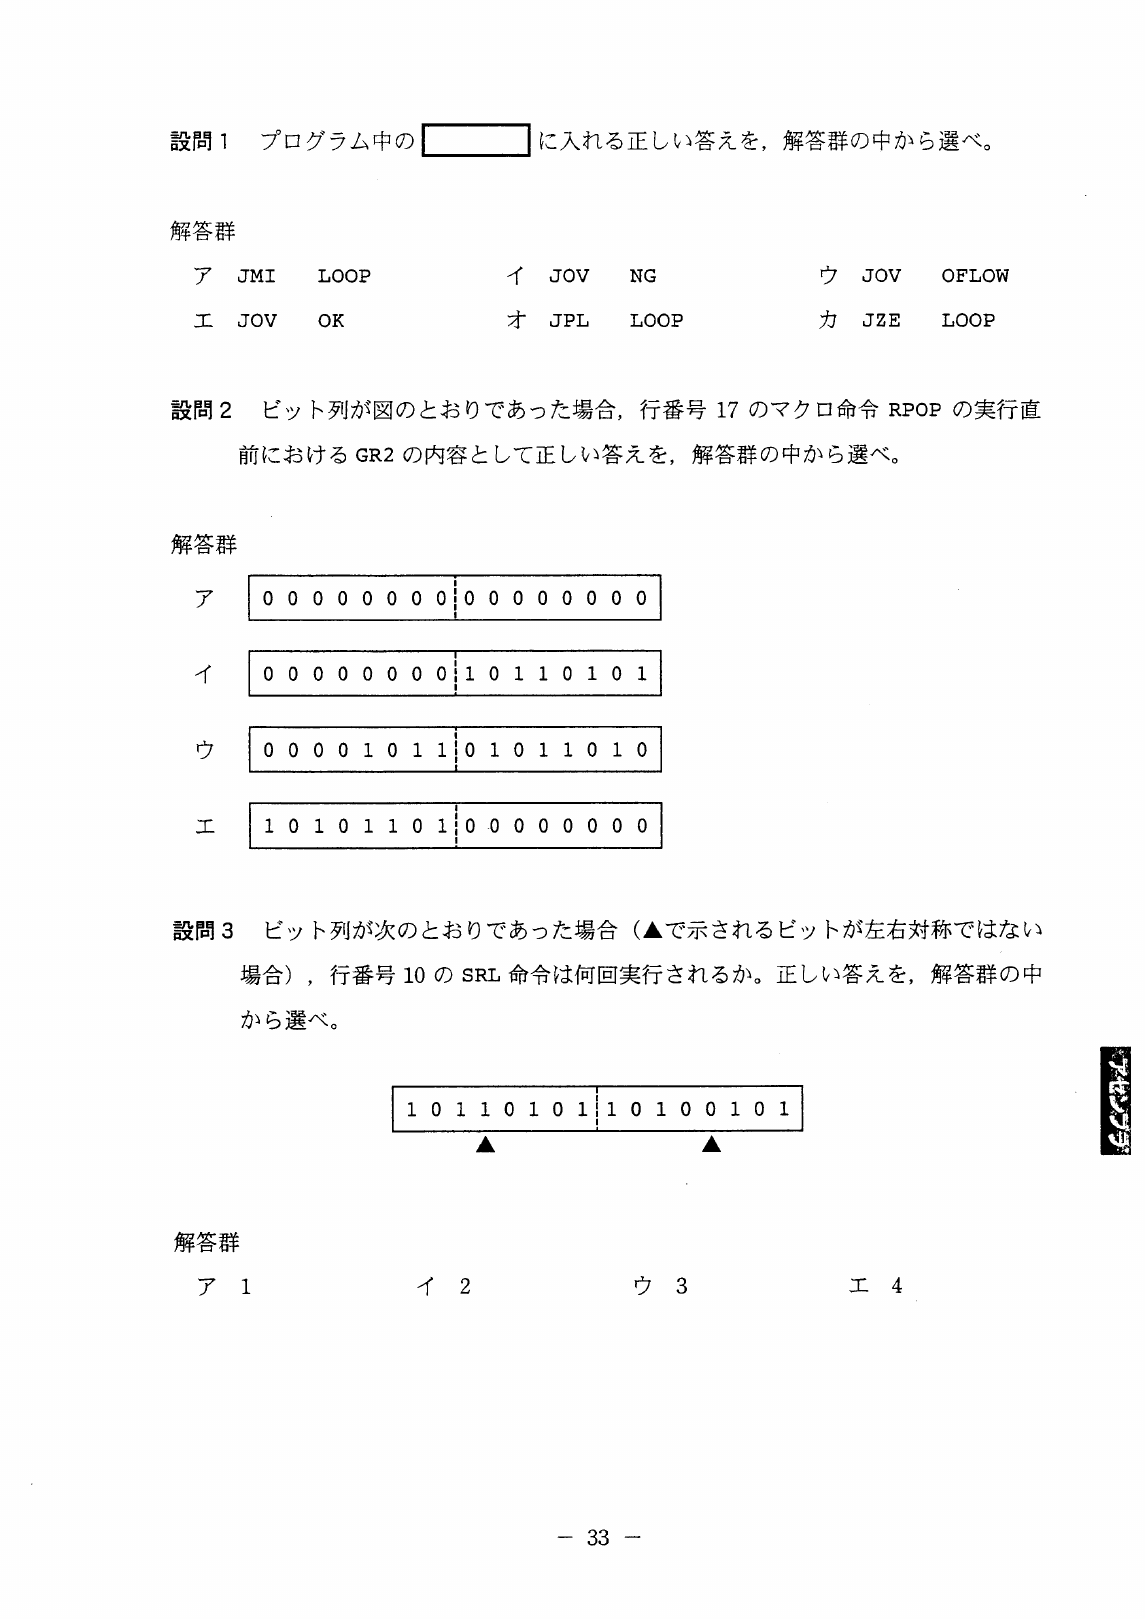 設問1　プログラム中の　　　に入れる正しい答えを，解答群の中から選べ。
解答群
ア　JMI　LOOP　イ　JOV　NG　ウ　JOV　OFLOW
エ　JOV　OK　オ　JPL　LOOP　カ　JZE　LOOP
設問2　ビット列が図のとおりであった場合，行番号 17 のマクロ命令 RPOP の実行直
前における GR2 の内容として正しい答えを，解答群の中から選べ。
解答群
ア　0 0 0 0 0 0 0 0 0 0 0 0 0 0 0 0
イ　0 0 0 0 0 0 0 0 1 0 1 1 0 1 0 1
ウ　0 0 0 0 1 0 1 1 0 1 0 1 1 0 1 0
エ　1 0 1 0 1 1 0 1 0 0 0 0 0 0 0 0
設問3　ビット列が次のとおりであった場合（▲で示されるビットが左右対称ではない
場合），行番号 10 の SRL 命令は何回実行されるか。正しい答えを，解答群の中
から選べ。
1 0 1 1 0 1 0 1 1 0 1 0 0 1 0 1
▲　▲
アセンブラ
解答群
ア　1　イ　2　ウ　3　エ　4
－ 33 －